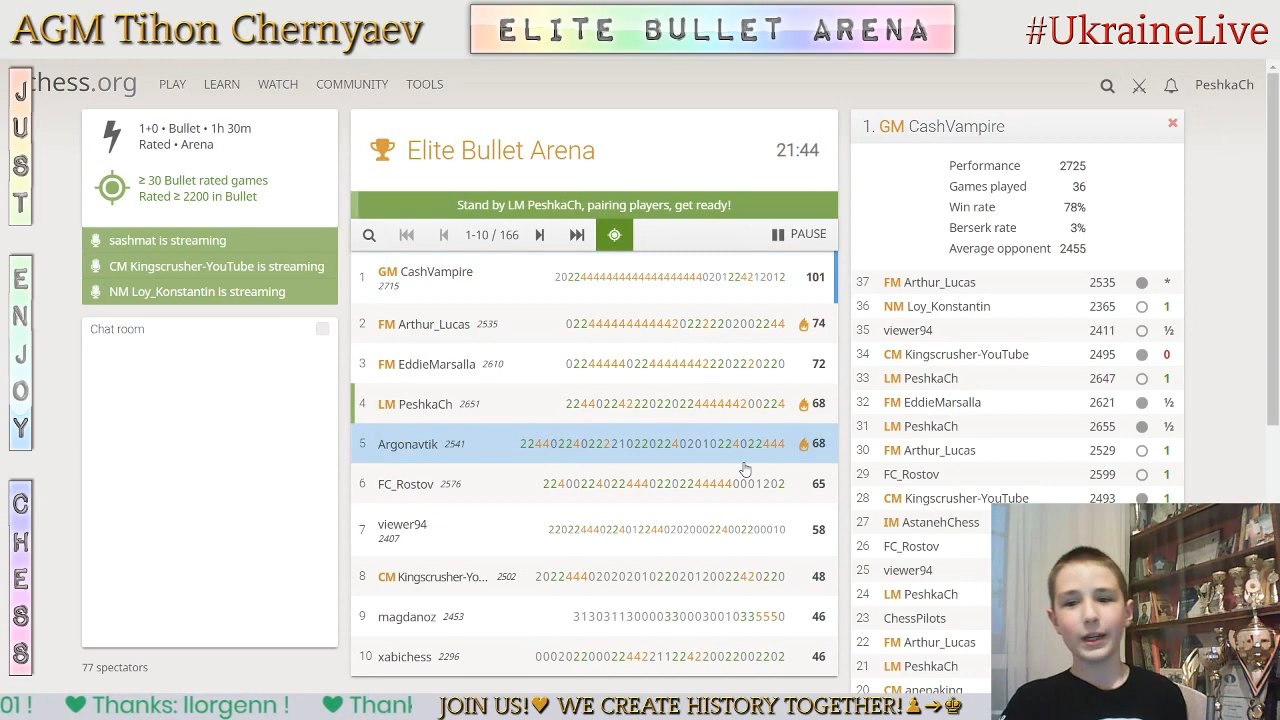 AGM Tihon Chernyaev
ELITE BULLET ARENA
#UkraineLive
JUST
ENJOY
CHESS
chess.org
PLAY LEARN WATCH COMMUNITY TOOLS
PeshkaCh
1+0 • Bullet • 1h 30m
Rated • Arena
≥ 30 Bullet rated games
Rated ≥ 2200 in Bullet
sashmat is streaming
CM Kingscrusher-YouTube is streaming
NM Loy_Konstantin is streaming
Chat room
77 spectators
Elite Bullet Arena 21:44
Stand by LM PeshkaCh, pairing players, get ready!
1-10 / 166 PAUSE
1 GM CashVampire 2715 101
2 FM Arthur_Lucas 2535 74
3 FM EddieMarsalla 2610 72
4 LM PeshkaCh 2651 68
5 Argonavtik 2541 68
6 FC_Rostov 2576 65
7 viewer94 2407 58
8 CM Kingscrusher-Yo... 2502 48
9 magdanoz 2453 46
10 xabichess 2296 46
1. GM CashVampire
Performance 2725
Games played 36
Win rate 78%
Berserk rate 3%
Average opponent 2455
37 FM Arthur_Lucas 2535 *
36 NM Loy_Konstantin 2365 1
35 viewer94 2411 ½
34 CM Kingscrusher-YouTube 2495 0
33 LM PeshkaCh 2647 1
32 FM EddieMarsalla 2621 ½
31 LM PeshkaCh 2655 ½
30 FM Arthur_Lucas 2529 1
29 FC_Rostov 2599 1
28 CM Kingscrusher-YouTube 2493 1
27 IM AstanehChess
26 FC_Rostov
25 viewer94
24 LM PeshkaCh
23 ChessPilots
22 FM Arthur_Lucas
21 LM PeshkaCh
20 CM anenaking
01 ! Thanks: llorgenn ! Thank
JOIN US! WE CREATE HISTORY TOGETHER!